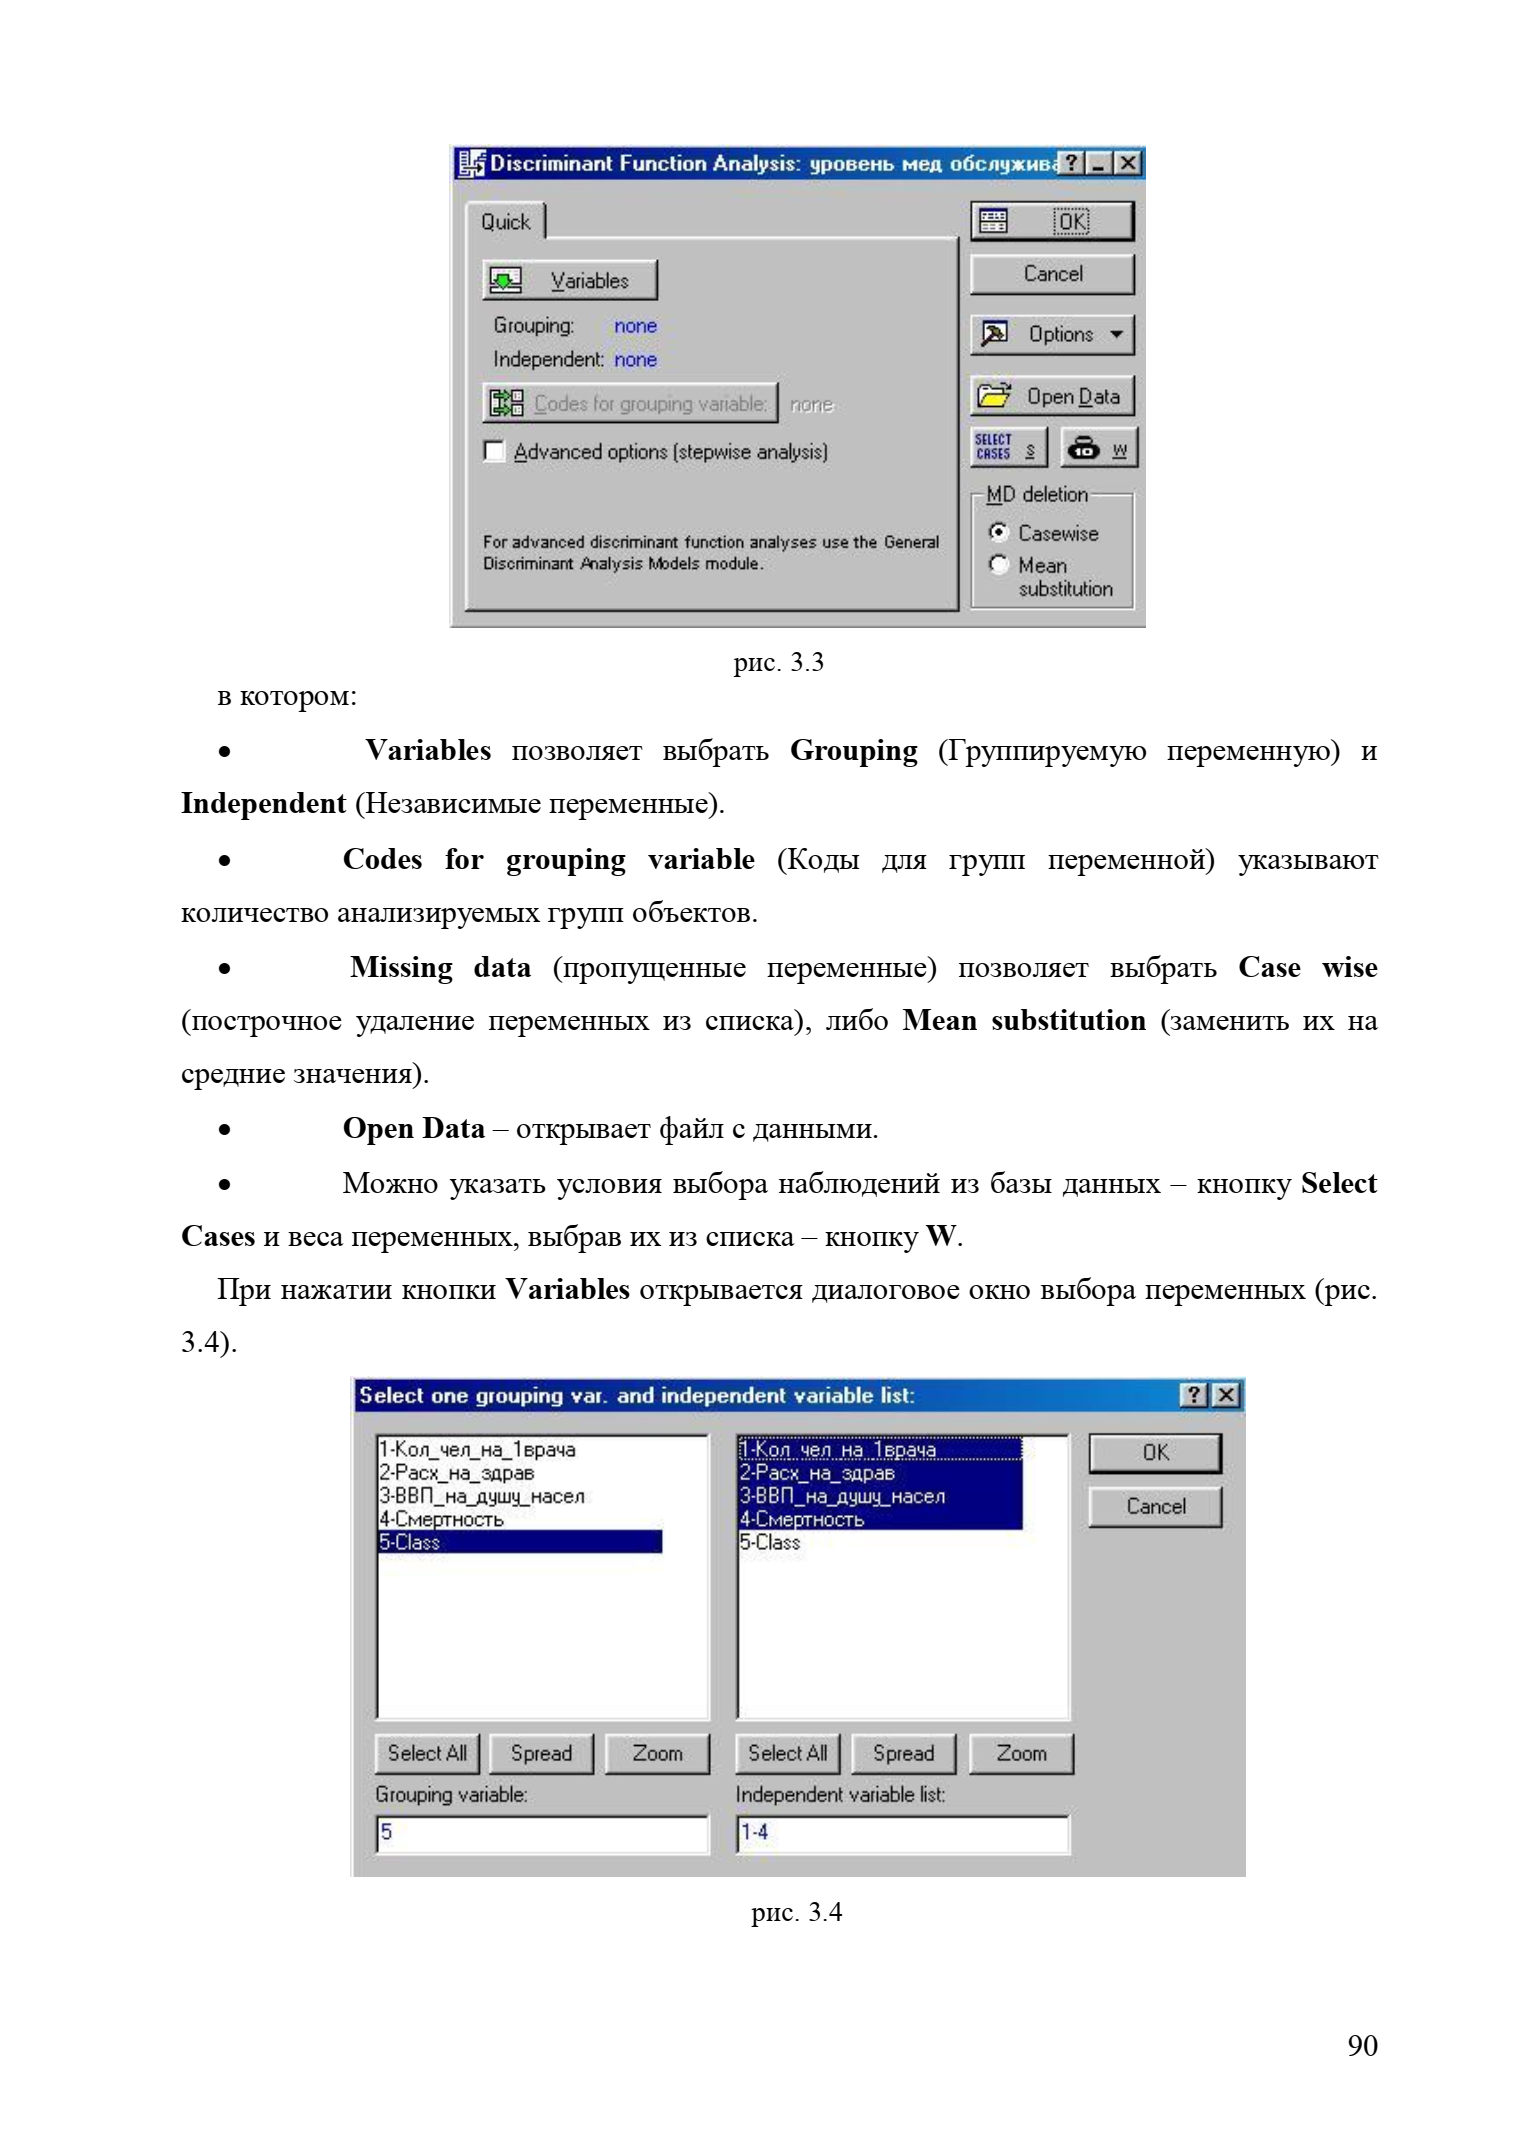 Discriminant Function Analysis: уровень мед обслужива
Quick
OK
Variables
Cancel
Grouping: none
Options
Independent: none
Codes for grouping variable: none
Open Data
Advanced options (stepwise analysis)
SELECT CASES S
10 W
MD deletion
Casewise
For advanced discriminant function analyses use the General
Discriminant Analysis Models module.
Mean
substitution
рис. 3.3
в котором:
• Variables позволяет выбрать Grouping (Группируемую переменную) и
Independent (Независимые переменные).
• Codes for grouping variable (Коды для групп переменной) указывают
количество анализируемых групп объектов.
• Missing data (пропущенные переменные) позволяет выбрать Case wise
(построчное удаление переменных из списка), либо Mean substitution (заменить их на
средние значения).
• Open Data – открывает файл с данными.
• Можно указать условия выбора наблюдений из базы данных – кнопку Select
Cases и веса переменных, выбрав их из списка – кнопку W.
При нажатии кнопки Variables открывается диалоговое окно выбора переменных (рис.
3.4).
Select one grouping var. and independent variable list:
1-Кол_чел_на_1врача
2-Расх_на_здрав
3-ВВП_на_душу_насел
4-Смертность
5-Class
1-Кол_чел_на_1врача
2-Расх_на_здрав
3-ВВП_на_душу_насел
4-Смертность
5-Class
OK
Cancel
Select All Spread Zoom
Select All Spread Zoom
Grouping variable:
Independent variable list:
5
1-4
рис. 3.4
90